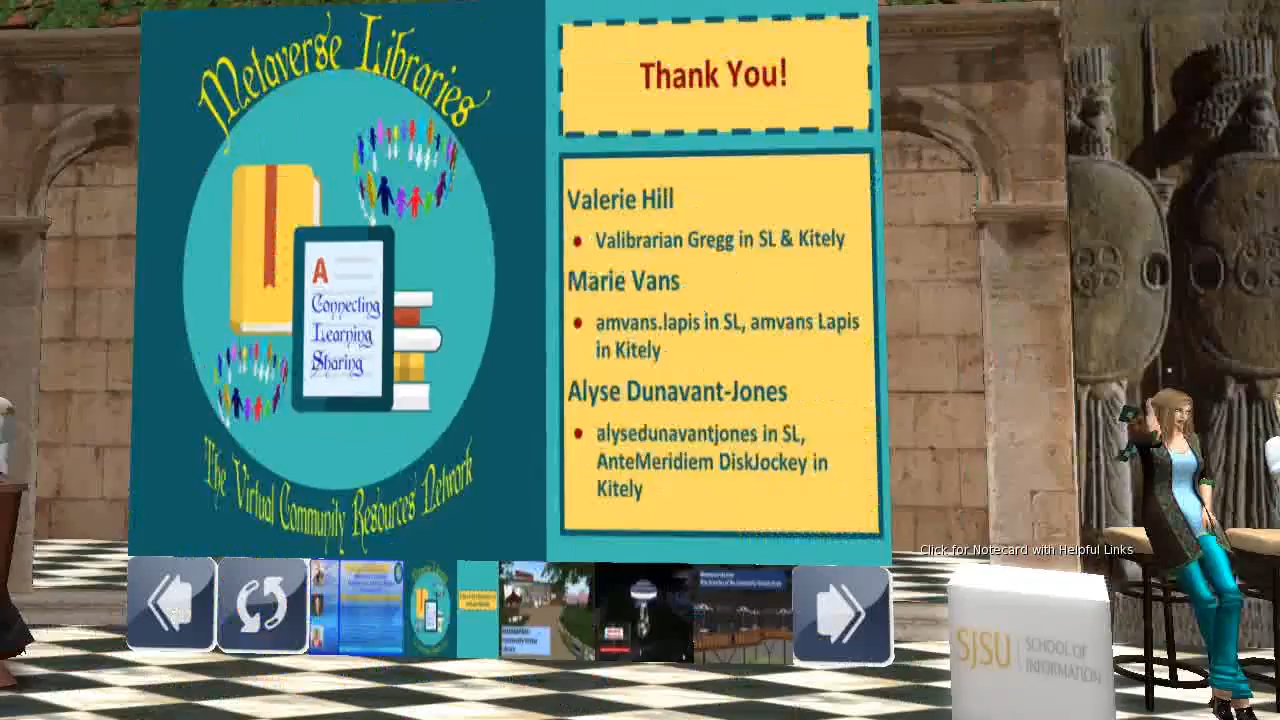 Metaverse Libraries
A
Connecting
Learning
Sharing
The Virtual Community Resources Network
Thank You!
Valerie Hill
• Valibrarian Gregg in SL & Kitely
Marie Vans
• amvans.lapis in SL, amvans Lapis
in Kitely
Alyse Dunavant-Jones
• alysedunavantjones in SL,
AnteMeridiem DiskJockey in
Kitely
Click for Notecard with Helpful Links
SJSU
SCHOOL OF
INFORMATION